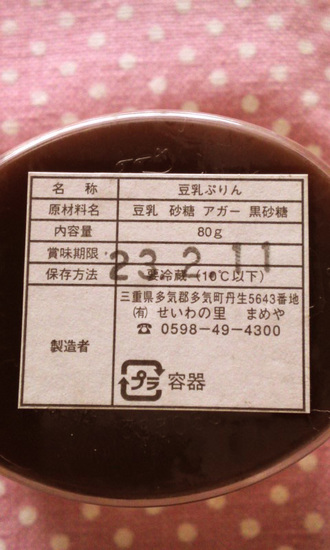 名 称 豆乳ぷりん
原材料名 豆乳 砂糖 アガー 黒砂糖
内容量 80g
賞味期限 23.2.11
保存方法 要冷蔵(10℃以下)
製造者 三重県多気郡多気町丹生5643番地
(有) せいわの里 まめや
☎ 0598-49-4300
プラ 容器